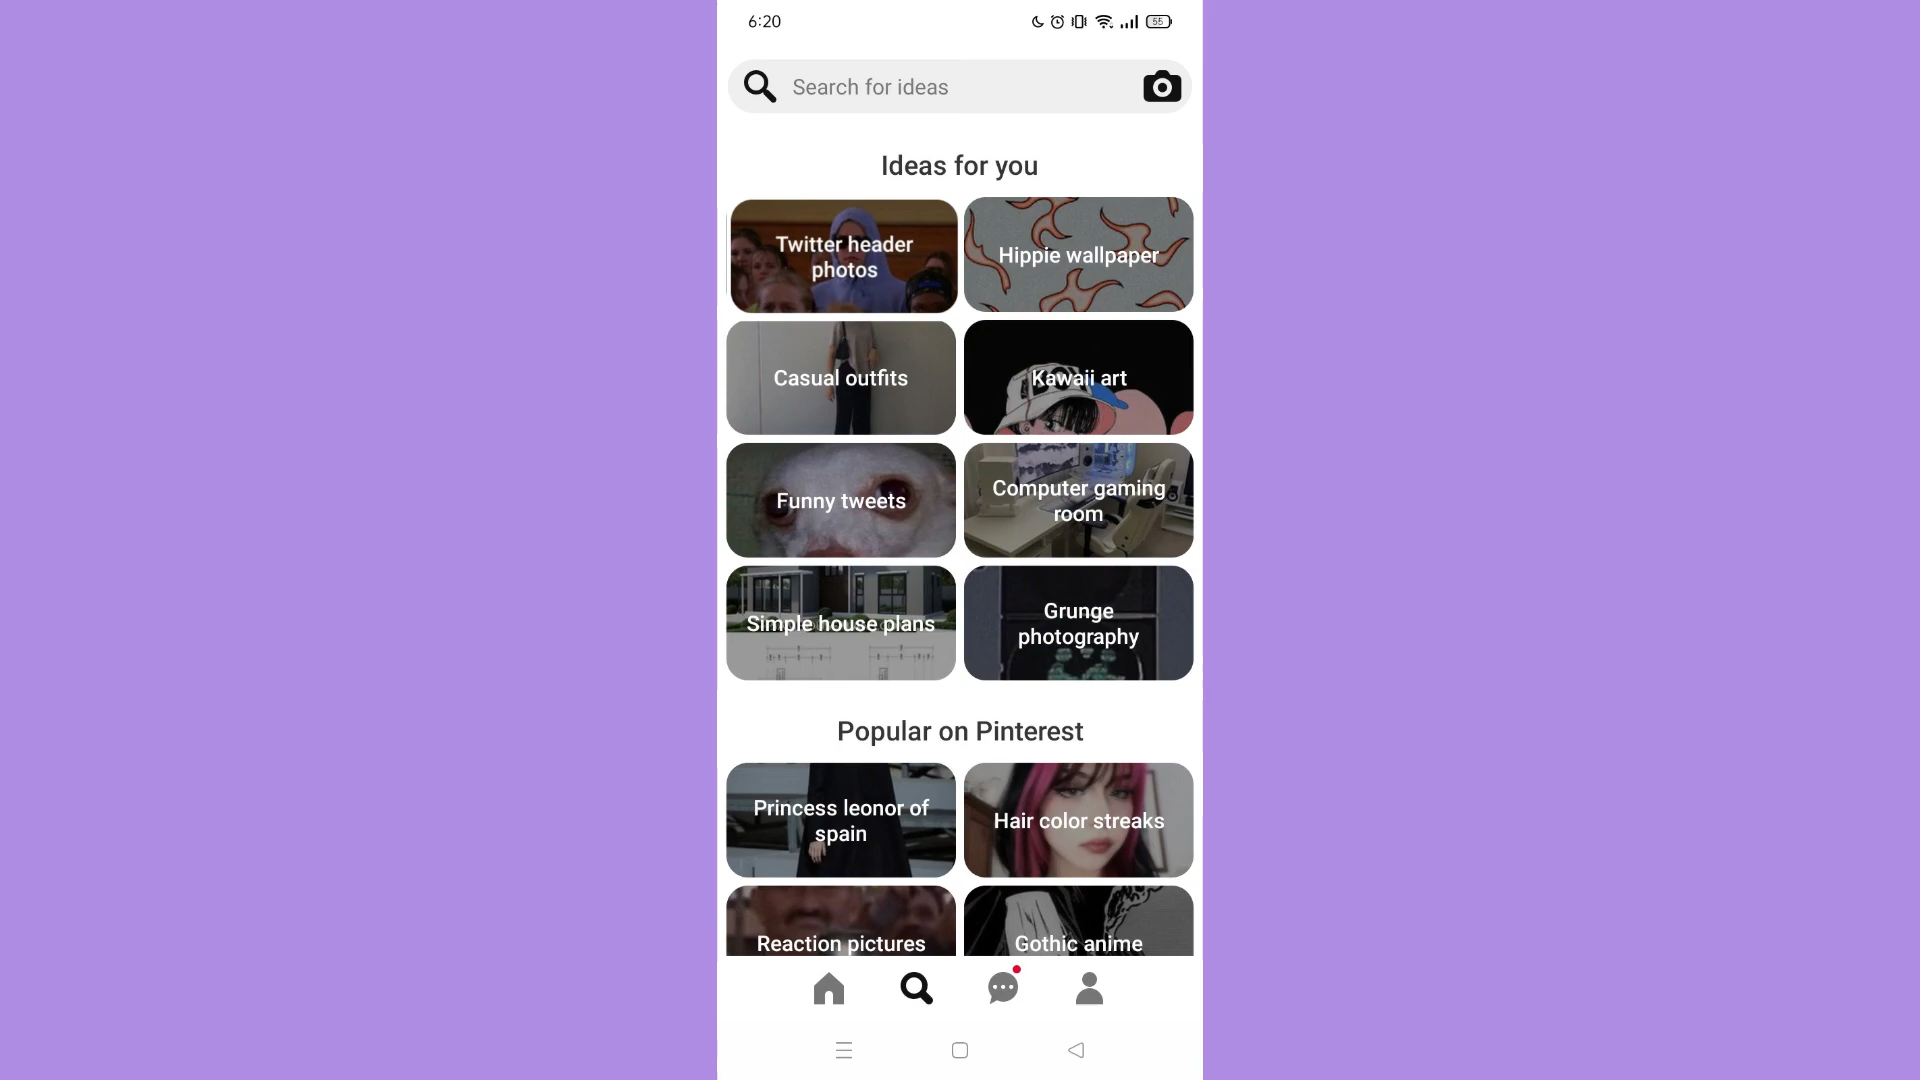 6:20
55
Search for ideas
Ideas for you
Twitter header
photos
Hippie wallpaper
Casual outfits
Kawaii art
Funny tweets
Computer gaming
room
Simple house plans
Grunge
photography
Popular on Pinterest
Princess leonor of
spain
Hair color streaks
Reaction pictures
Gothic anime